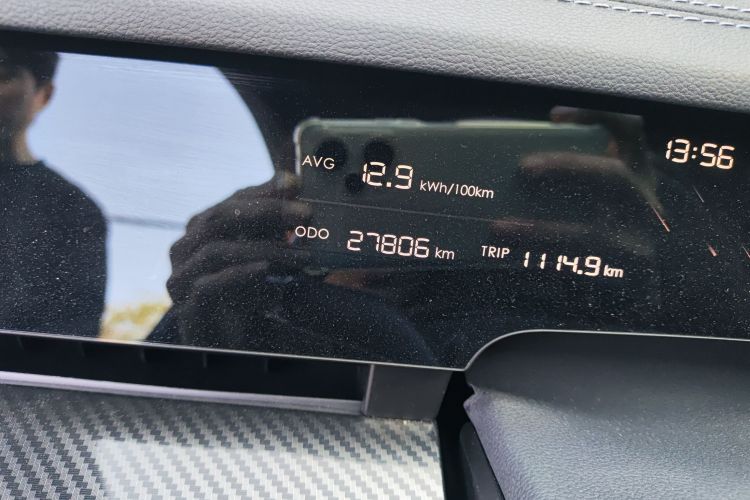 13:56
AVG 12.9 kWh/100km
ODO 27806 km TRIP 1114.9 km